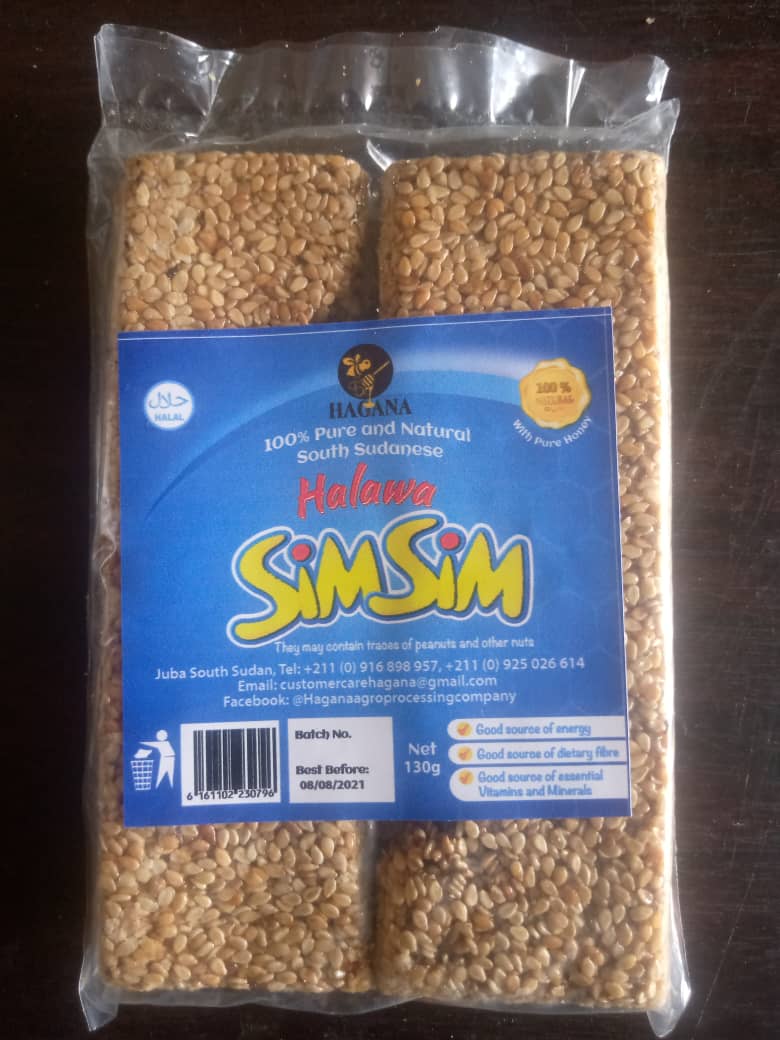 HAGANA
حلال
HALAL
100% Pure and Natural
South Sudanese
100 %
NATURAL
With Pure Honey
Halawa
SimSim
They may contain traces of peanuts and other nuts
Juba South Sudan, Tel: +211 (0) 916 898 957, +211 (0) 925 026 614
Email: customercarehagana@gmail.com
Facebook: @Haganaagroprocessingcompany
6 161102 230796
Batch No.
Best Before:
08/08/2021
Net
130g
Good source of energy
Good source of dietary fibre
Good source of essential
Vitamins and Minerals